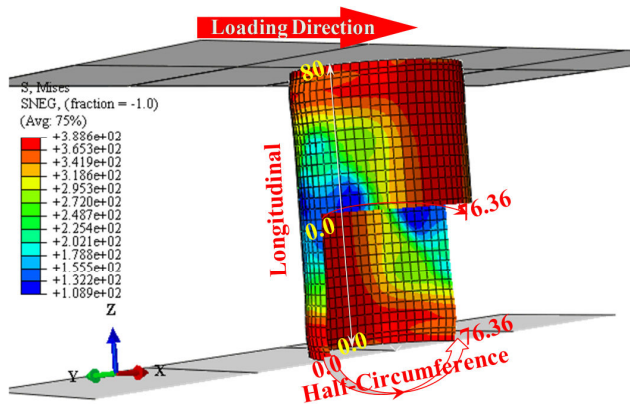 Loading Direction
S, Mises
SNEG, (fraction = -1.0)
(Avg: 75%)
+3.886e+02
+3.653e+02
+3.419e+02
+3.186e+02
+2.953e+02
+2.720e+02
+2.487e+02
+2.254e+02
+2.021e+02
+1.788e+02
+1.555e+02
+1.322e+02
+1.089e+02
80
Longitudinal
0.0
76.36
0.0
76.36
0.0
Half-Circumference
Z
Y
X